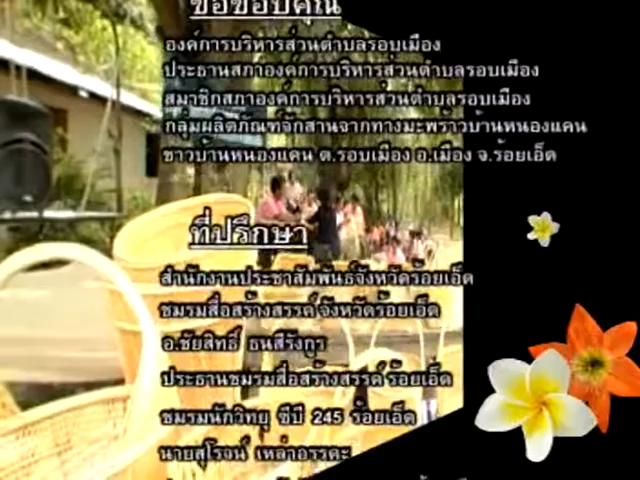 ขอขอบคุณ
องค์การบริหารส่วนตำบลรอบเมือง
ประธานสภาองค์การบริหารส่วนตำบลรอบเมือง
สมาชิกสภาองค์การบริหารส่วนตำบลรอบเมือง
กลุ่มผลิตภัณฑ์จักสานจากทางมะพร้าวบ้านหนองแคน
ชาวบ้านหนองแคน ต.รอบเมือง อ.เมือง จ.ร้อยเอ็ด
ที่ปรึกษา
สำนักงานประชาสัมพันธ์จังหวัดร้อยเอ็ด
ชมรมสื่อสร้างสรรค์จังหวัดร้อยเอ็ด
อ.ชัยสิทธิ์ ธนสีรังกูร
ประธานชมรมสื่อสร้างสรรค์ร้อยเอ็ด
ชมรมนักวิทยุ ซีบี 245 ร้อยเอ็ด
นายสุโรจน์ เหล่าอรรคะ